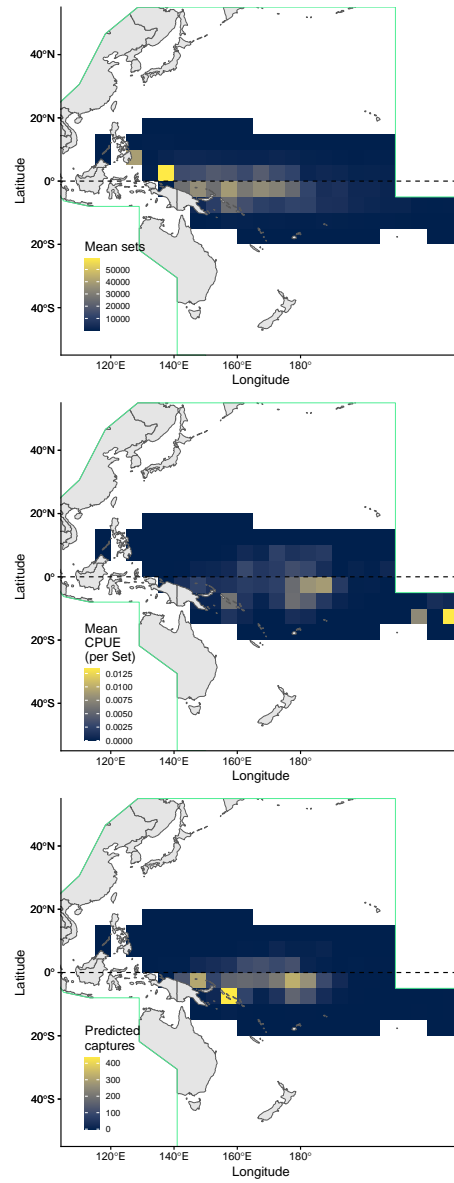 40°N
20°N
0°
20°S
40°S
Latitude
Mean sets
50000
40000
30000
20000
10000
120°E 140°E 160°E 180°
Longitude
40°N
20°N
0°
20°S
40°S
Latitude
Mean
CPUE
(per Set)
0.0125
0.0100
0.0075
0.0050
0.0025
0.0000
120°E 140°E 160°E 180°
Longitude
40°N
20°N
0°
20°S
40°S
Latitude
Predicted
captures
400
300
200
100
0
120°E 140°E 160°E 180°
Longitude